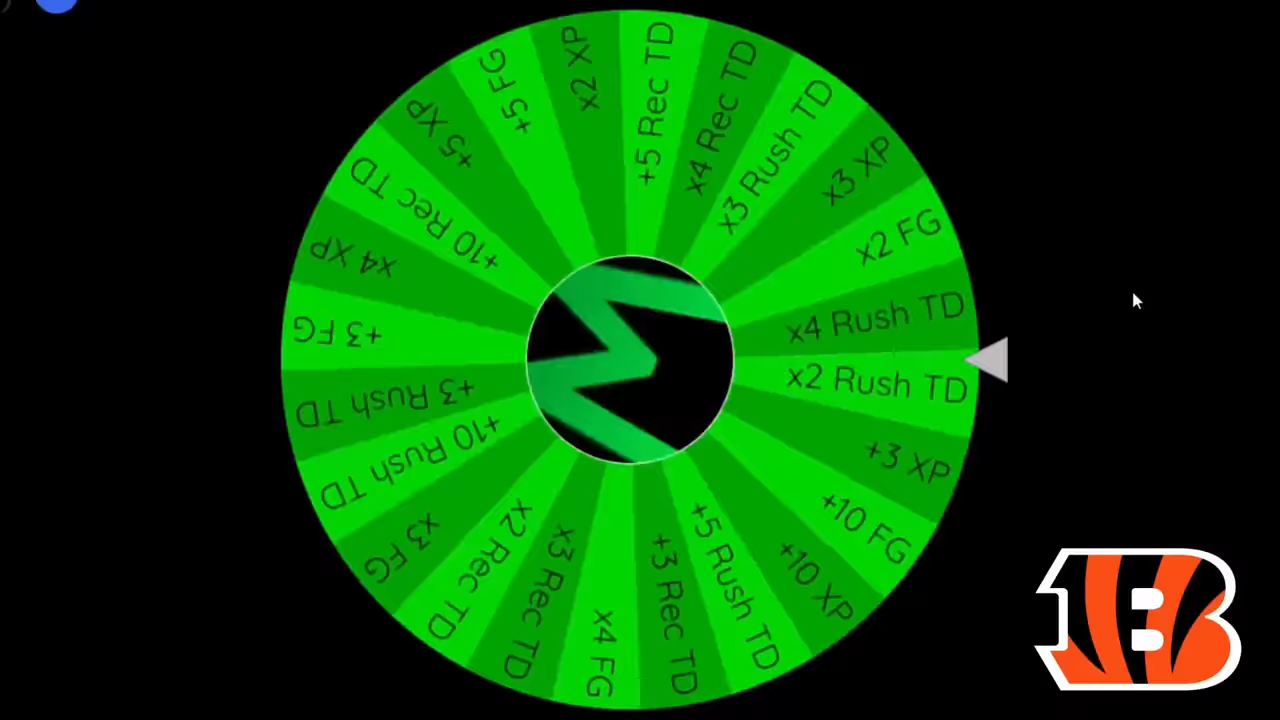 +5 Rec TD
x4 Rec TD
x3 Rush TD
x3 XP
x2 FG
x4 Rush TD
x2 Rush TD
+3 XP
+10 FG
+10 XP
+5 Rush TD
+3 Rec TD
x4 FG
x3 Rec TD
x2 Rec TD
x3 FG
+10 Rush TD
+3 Rush TD
+3 FG
x4 XP
+10 Rec TD
+5 XP
+5 FG
x2 XP
B